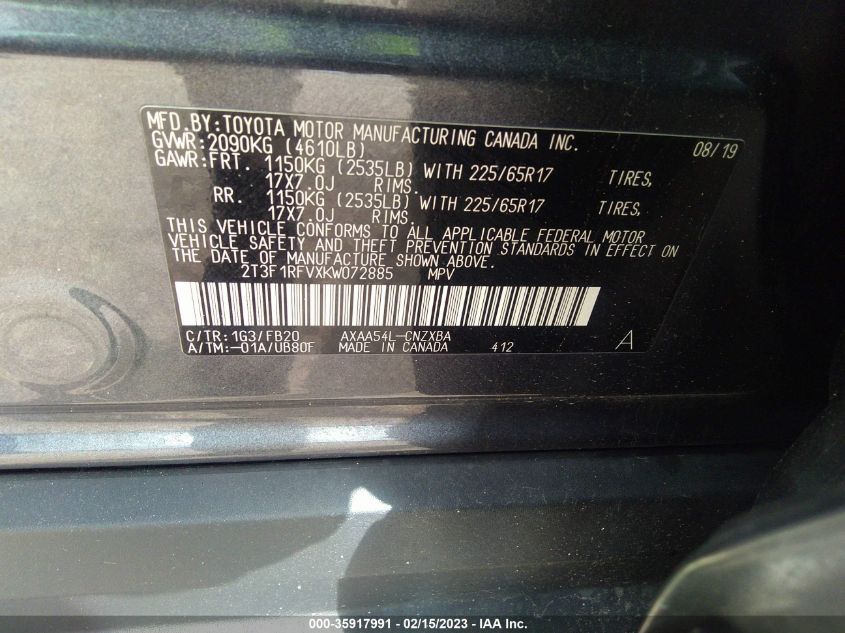 MFD.BY:TOYOTA MOTOR MANUFACTURING CANADA INC. 08/19
GVWR:2090KG (4610LB)
GAWR:FRT. 1150KG (2535LB) WITH 225/65R17 TIRES,
17X7.0J RIMS.
RR. 1150KG (2535LB) WITH 225/65R17 TIRES,
17X7.0J RIMS.
THIS VEHICLE CONFORMS TO ALL APPLICABLE FEDERAL MOTOR
VEHICLE SAFETY AND THEFT PREVENTION STANDARDS IN EFFECT ON
THE DATE OF MANUFACTURE SHOWN ABOVE.
2T3F1RFVXKW072885 MPV
C/TR:1G3/FB20 AXAA54L-CNZXBA
A/TM:-01A/UB80F MADE IN CANADA 412 A
000-35917991 - 02/15/2023 - IAA Inc.